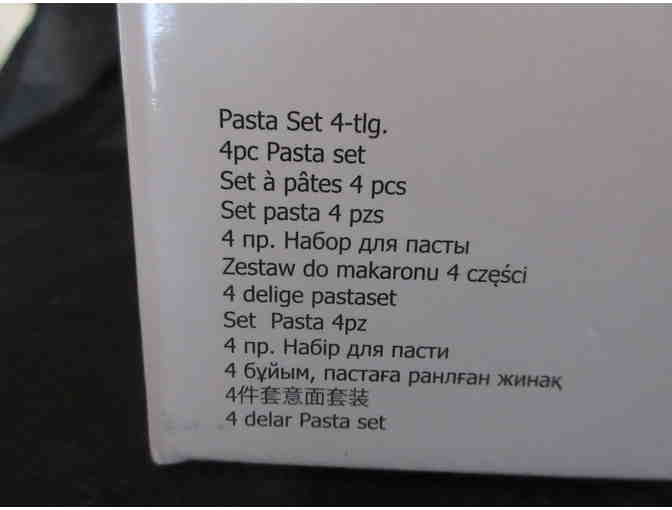 Pasta Set 4-tlg.
4pc Pasta set
Set à pâtes 4 pcs
Set pasta 4 pzs
4 пр. Набор для пасты
Zestaw do makaronu 4 części
4 delige pastaset
Set Pasta 4pz
4 пр. Набір для пасти
4 бұйым, пастаға ранлған жинақ
4件套意面套装
4 delar Pasta set